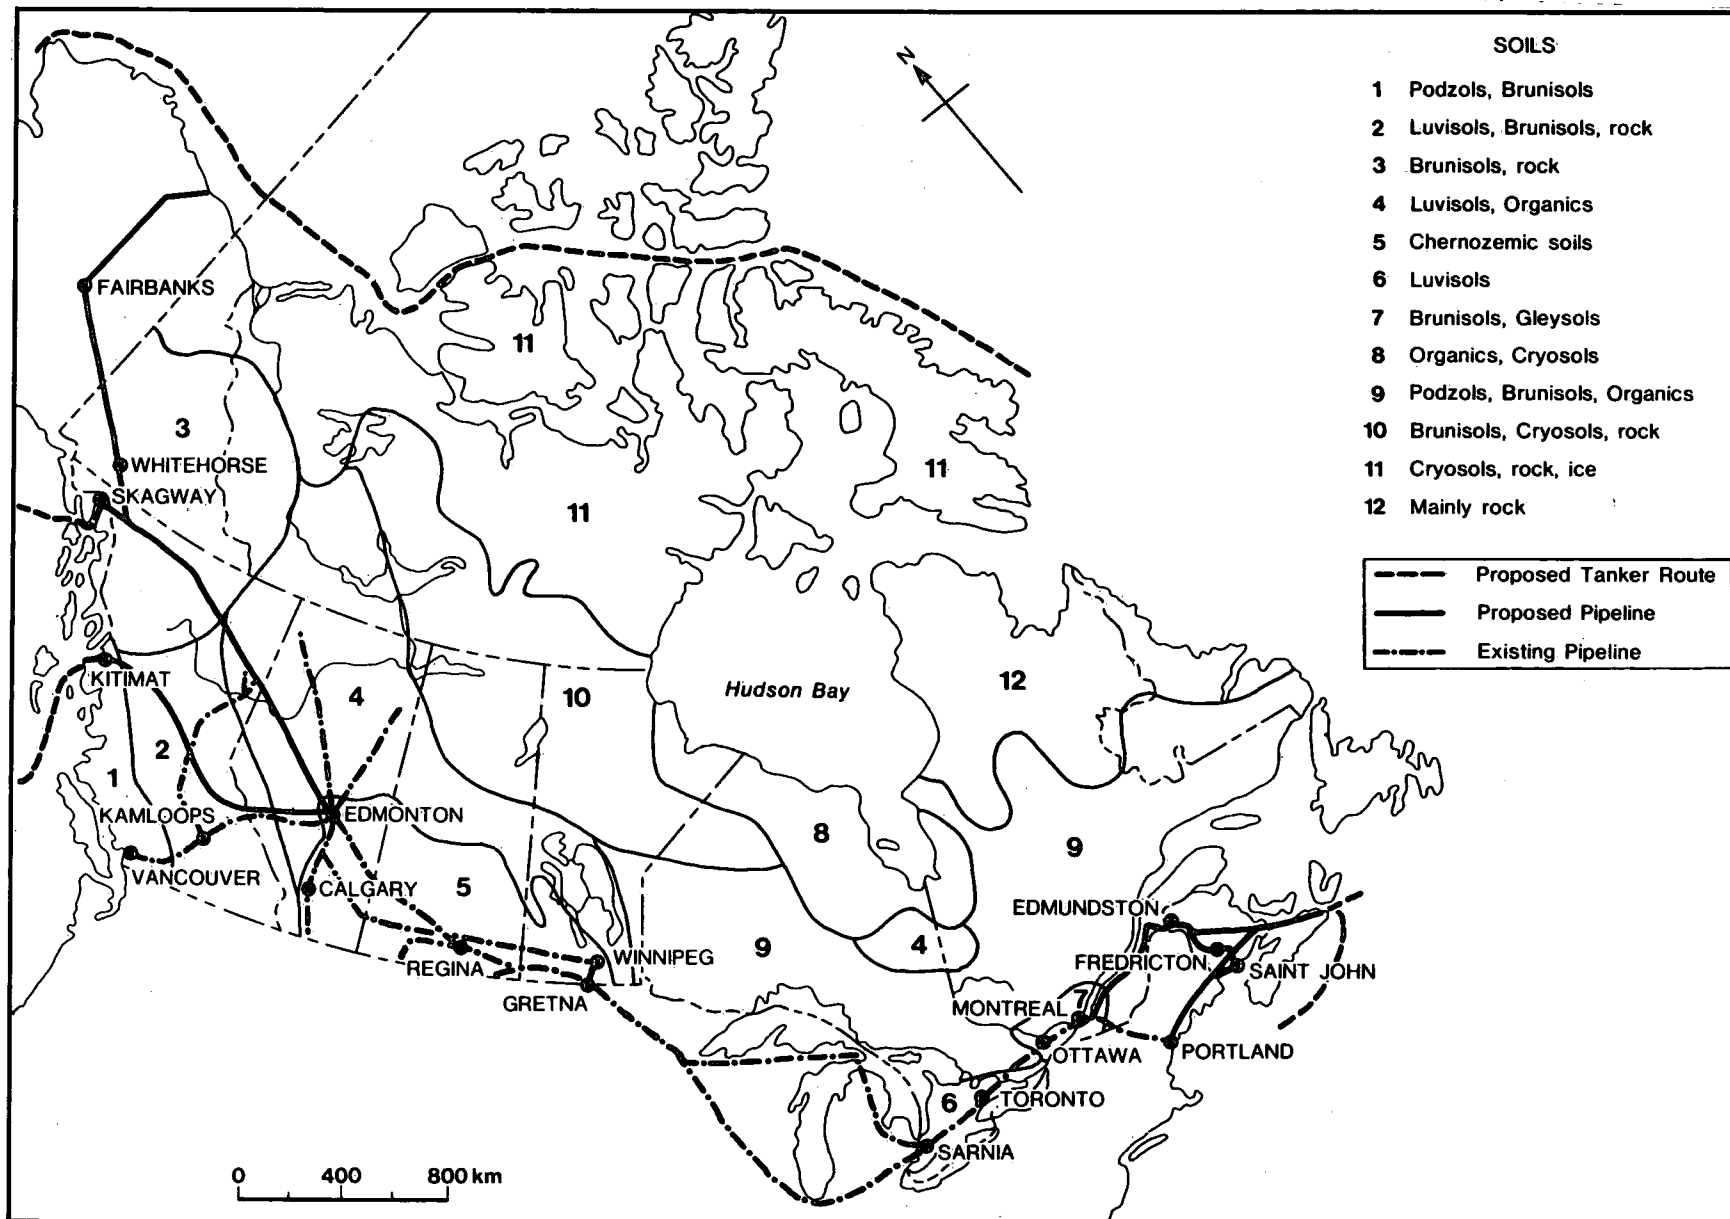 SOILS
1 Podzols, Brunisols
2 Luvisols, Brunisols, rock
3 Brunisols, rock
4 Luvisols, Organics
5 Chernozemic soils
6 Luvisols
7 Brunisols, Gleysols
8 Organics, Cryosols
9 Podzols, Brunisols, Organics
10 Brunisols, Cryosols, rock
11 Cryosols, rock, ice
12 Mainly rock
Proposed Tanker Route
Proposed Pipeline
Existing Pipeline
N
FAIRBANKS
11
3
WHITEHORSE
11
SKAGWAY
11
KITIMAT
4
10
Hudson Bay
12
2
1
KAMLOOPS
EDMONTON
8
9
VANCOUVER
CALGARY
5
EDMUNDSTON
9
4
REGINA
WINNIPEG
FREDRICTON
SAINT JOHN
GRETNA
7
MONTREAL
OTTAWA
PORTLAND
6
TORONTO
SARNIA
0 400 800 km